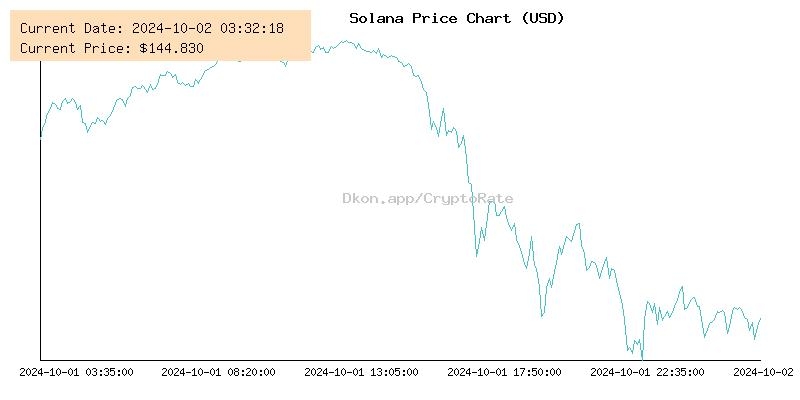 Solana Price Chart (USD)
Current Date: 2024-10-02 03:32:18
Current Price: $144.830
Dkon.app/CryptoRate
2024-10-01 03:35:00 2024-10-01 08:20:00 2024-10-01 13:05:00 2024-10-01 17:50:00 2024-10-01 22:35:00 2024-10-02